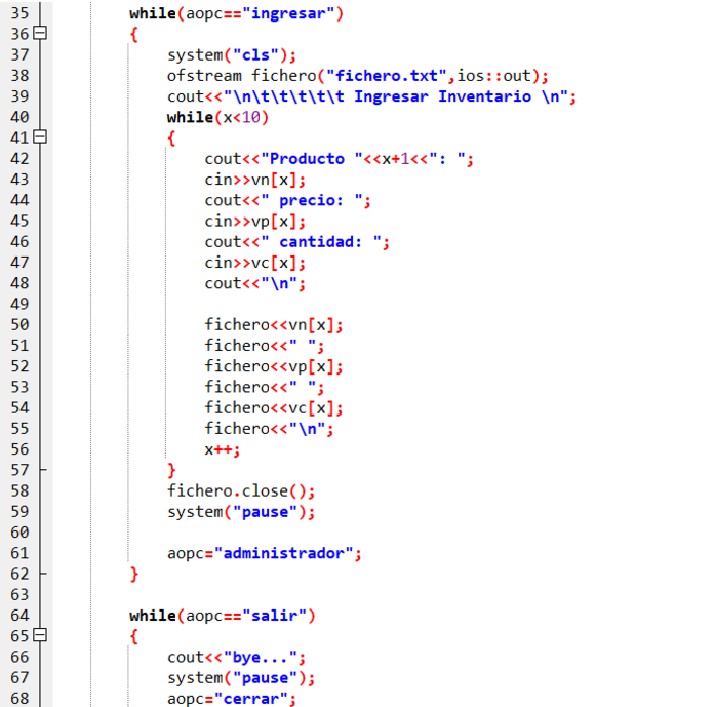 35 while(aopc=="ingresar")
36 {
37 system("cls");
38 ofstream fichero("fichero.txt",ios::out);
39 cout<<"\n\t\t\t\t\t Ingresar Inventario \n";
40 while(x<10)
41 {
42 cout<<"Producto "<<x+1<<": ";
43 cin>>vn[x];
44 cout<<" precio: ";
45 cin>>vp[x];
46 cout<<" cantidad: ";
47 cin>>vc[x];
48 cout<<"\n";
49
50 fichero<<vn[x];
51 fichero<<" ";
52 fichero<<vp[x];
53 fichero<<" ";
54 fichero<<vc[x];
55 fichero<<"\n";
56 x++;
57 }
58 fichero.close();
59 system("pause");
60
61 aopc="administrador";
62 }
63
64 while(aopc=="salir")
65 {
66 cout<<"bye...";
67 system("pause");
68 aopc="cerrar";